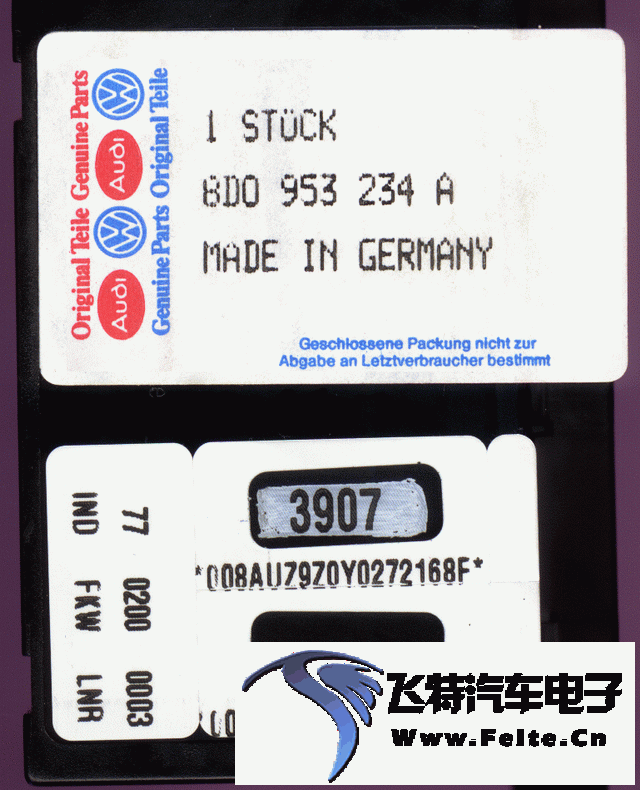 Original Teile Genuine Parts
Audi Audi
Genuine Parts Original Teile
1 STÜCK
8D0 953 234 A
MADE IN GERMANY
Geschlossene Packung nicht zur
Abgabe an Letztverbraucher bestimmt
77 0200 0003
IND FKW LNR
3907
*008AUZ9Z0Y0272168F*
飞特汽车电子
Www.Feite.Cn